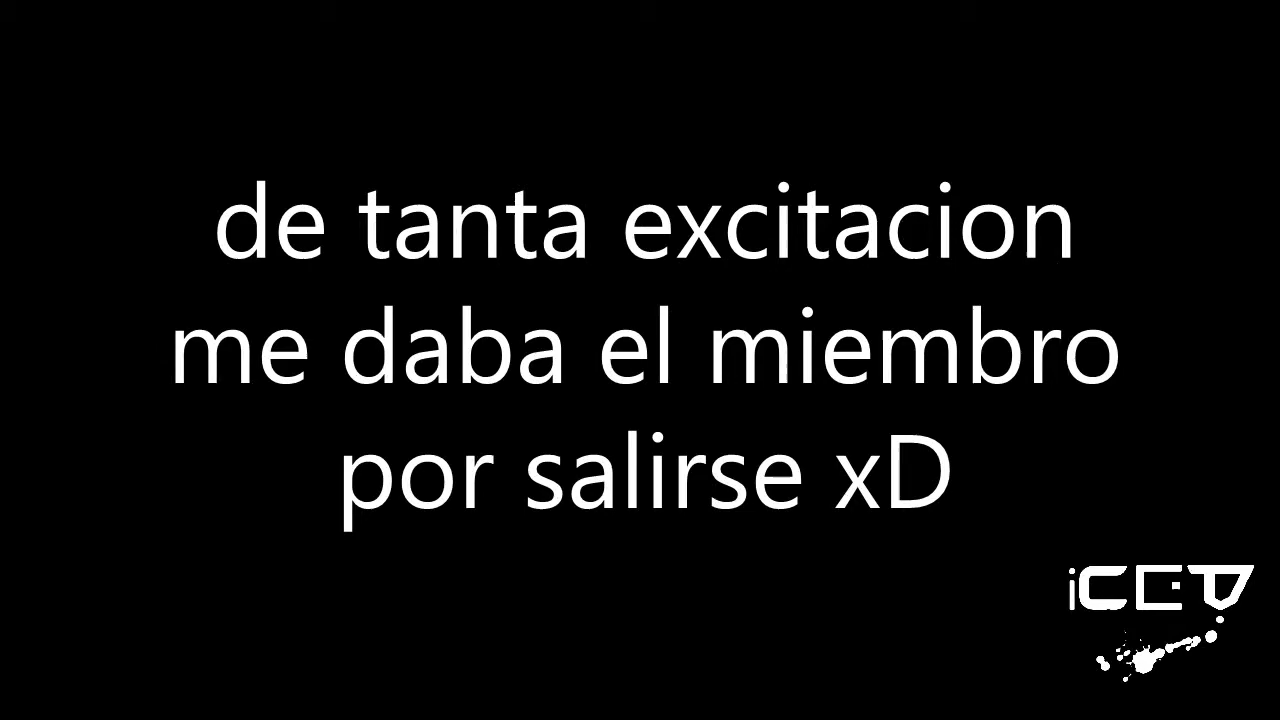 de tanta excitacion
me daba el miembro
por salirse xD